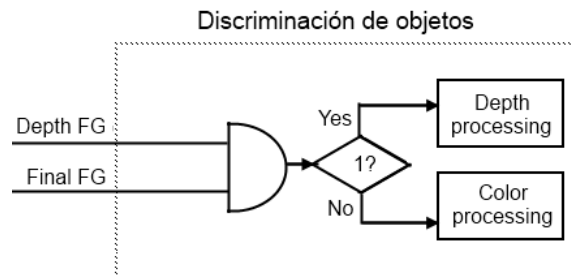 Discriminación de objetos
Depth FG
Final FG
Yes
1?
No
Depth
processing
Color
processing